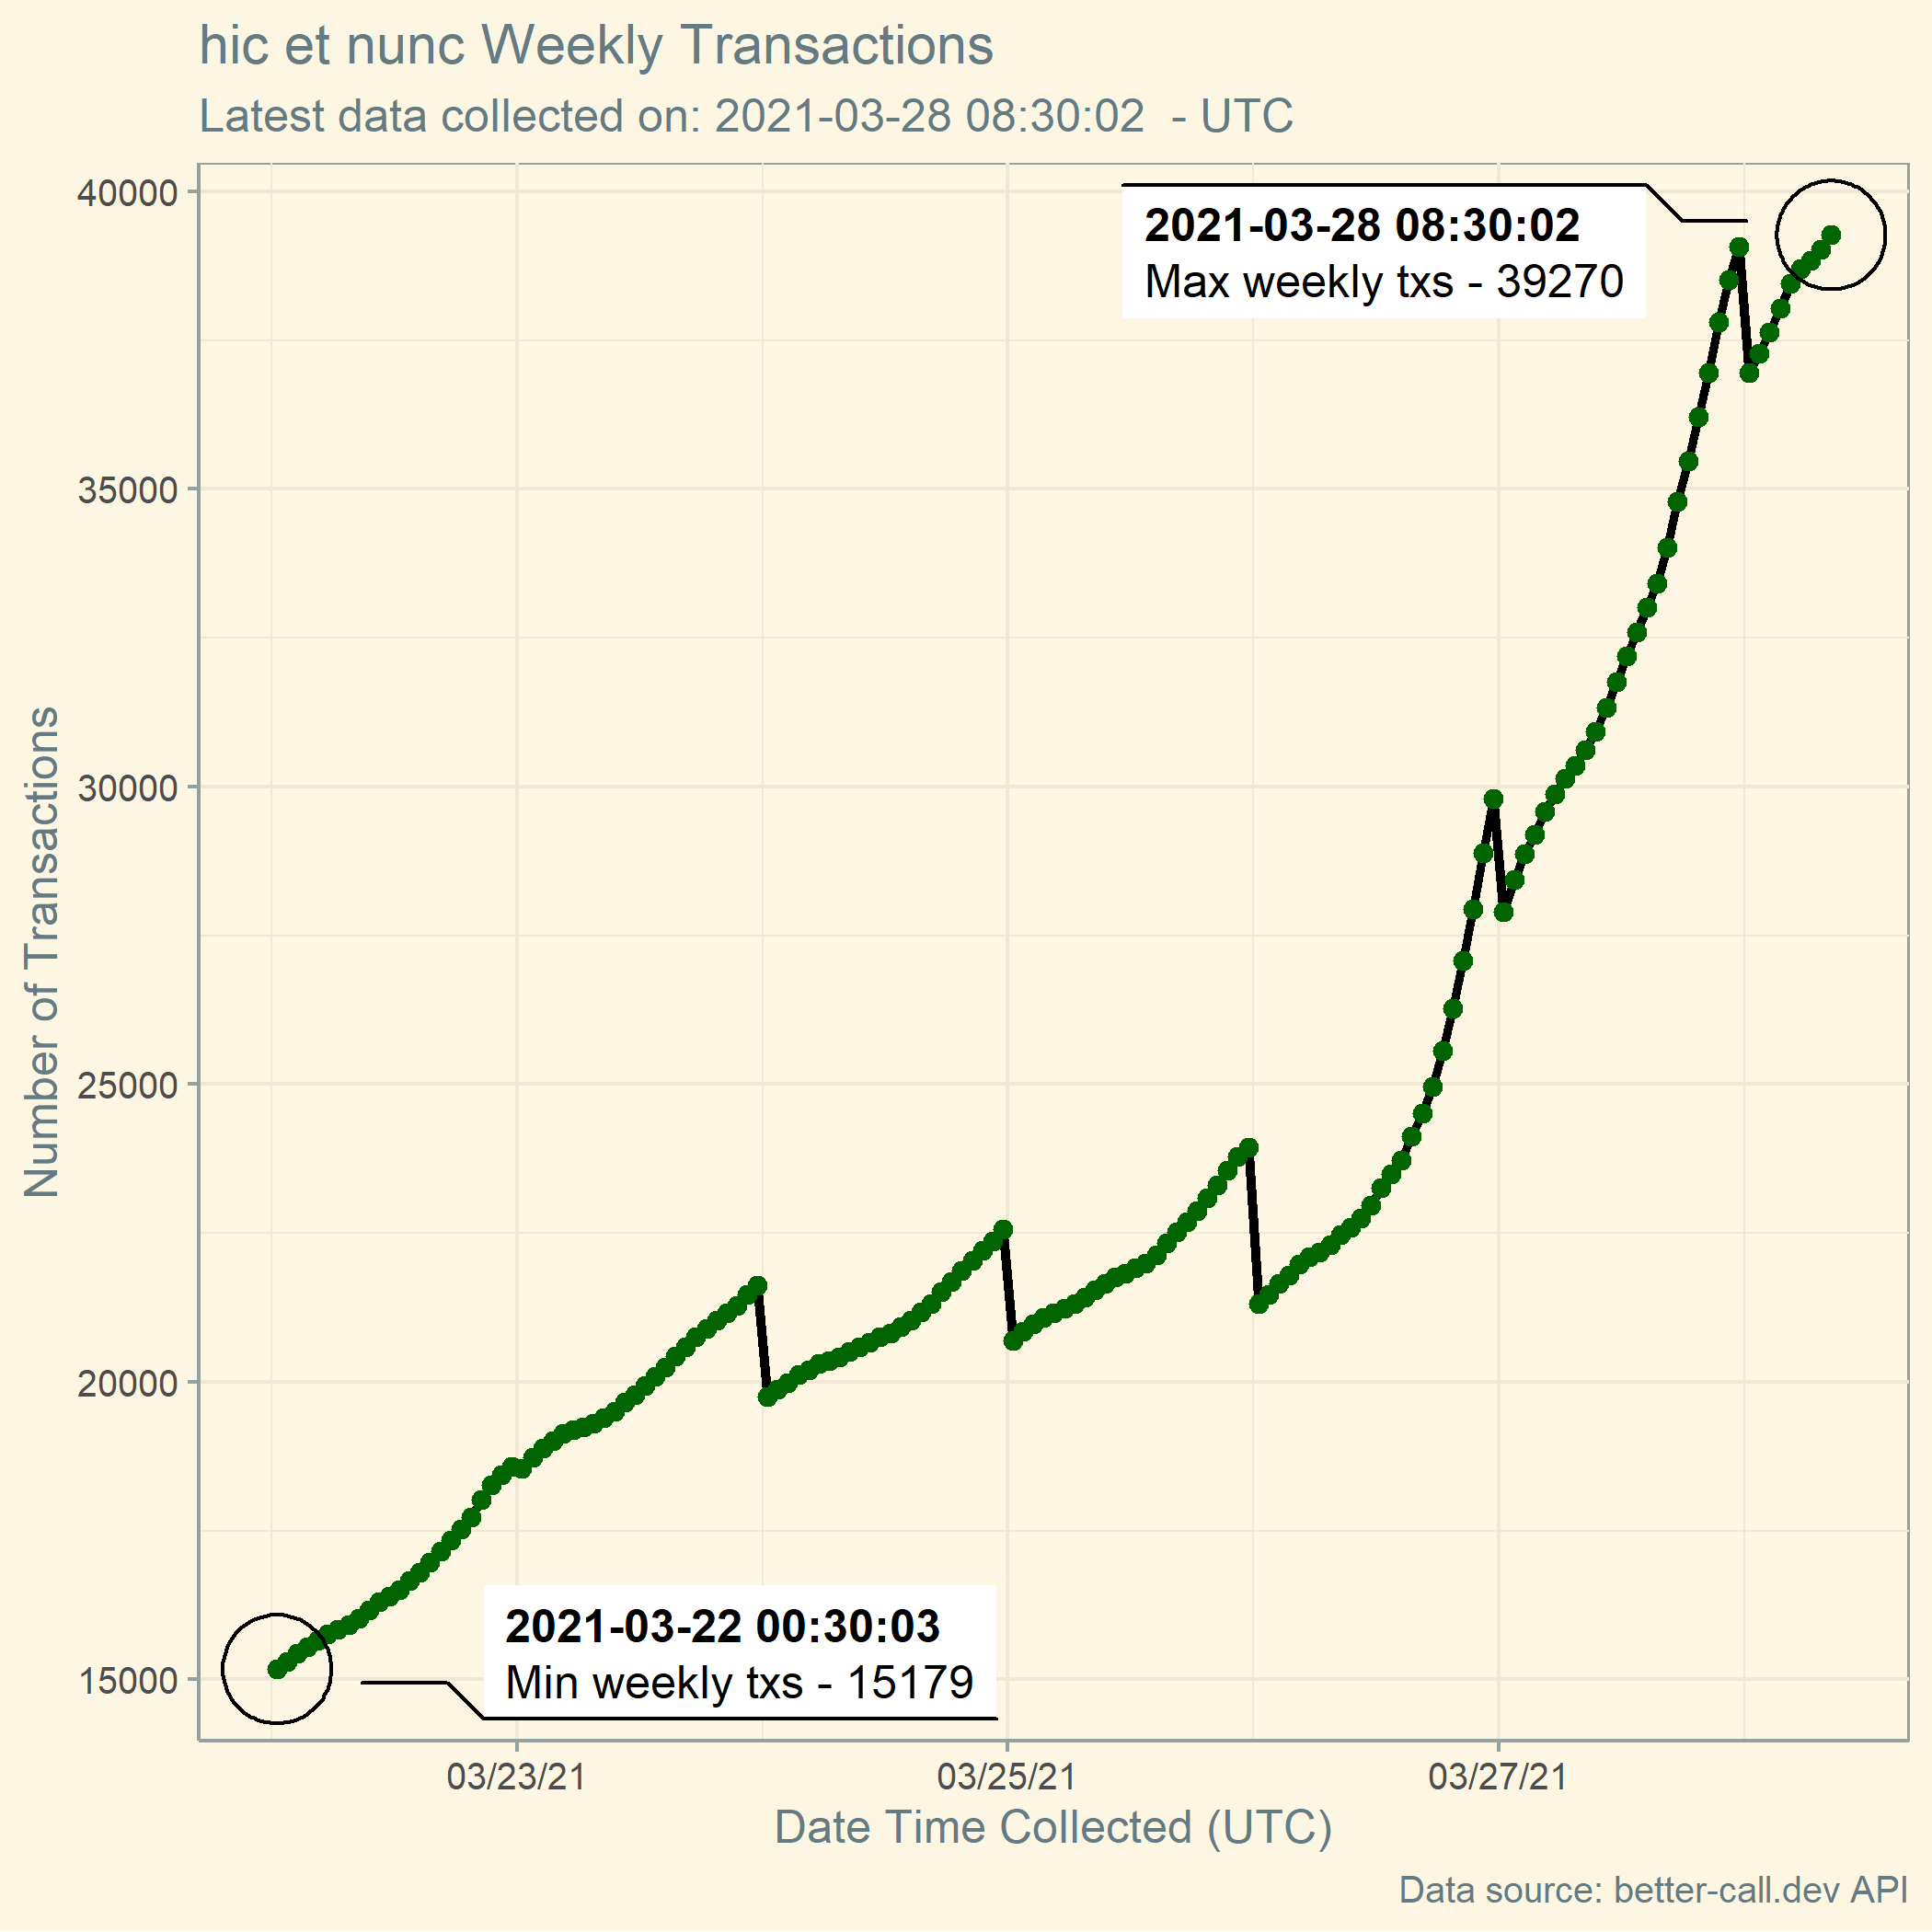 hic et nunc Weekly Transactions
Latest data collected on: 2021-03-28 08:30:02  - UTC
40000
35000
30000
25000
20000
15000
Number of Transactions
2021-03-28 08:30:02
Max weekly txs - 39270
2021-03-22 00:30:03
Min weekly txs - 15179
03/23/21
03/25/21
03/27/21
Date Time Collected (UTC)
Data source: better-call.dev API